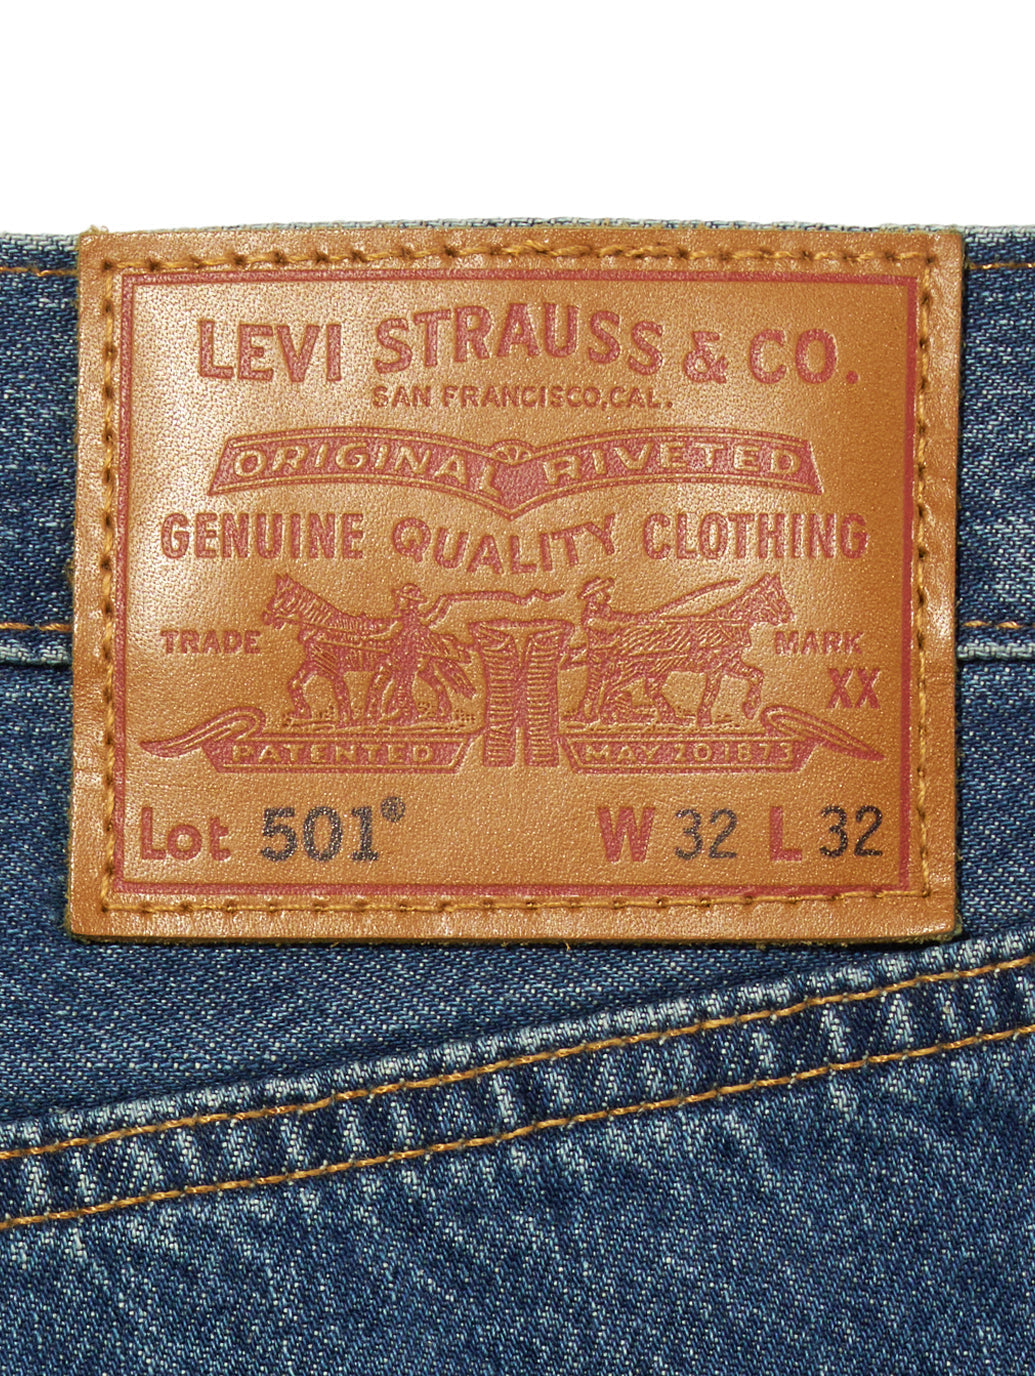 LEVI STRAUSS & CO.
SAN FRANCISCO, CAL.
ORIGINAL RIVETED
GENUINE QUALITY CLOTHING
TRADE MARK
XX
PATENTED MAY 20 1873
Lot 501® W 32 L 32